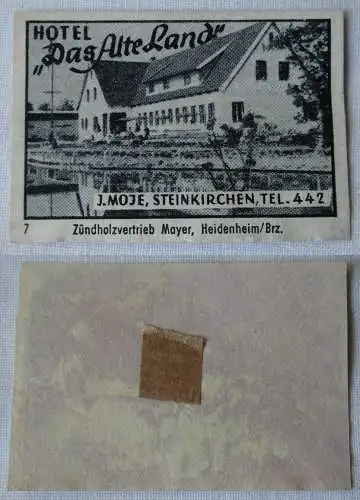 HOTEL
„Das Alte Land"
J. MOJE, STEINKIRCHEN, TEL. 442
7 Zündholzvertrieb Mayer, Heidenheim/Brz.